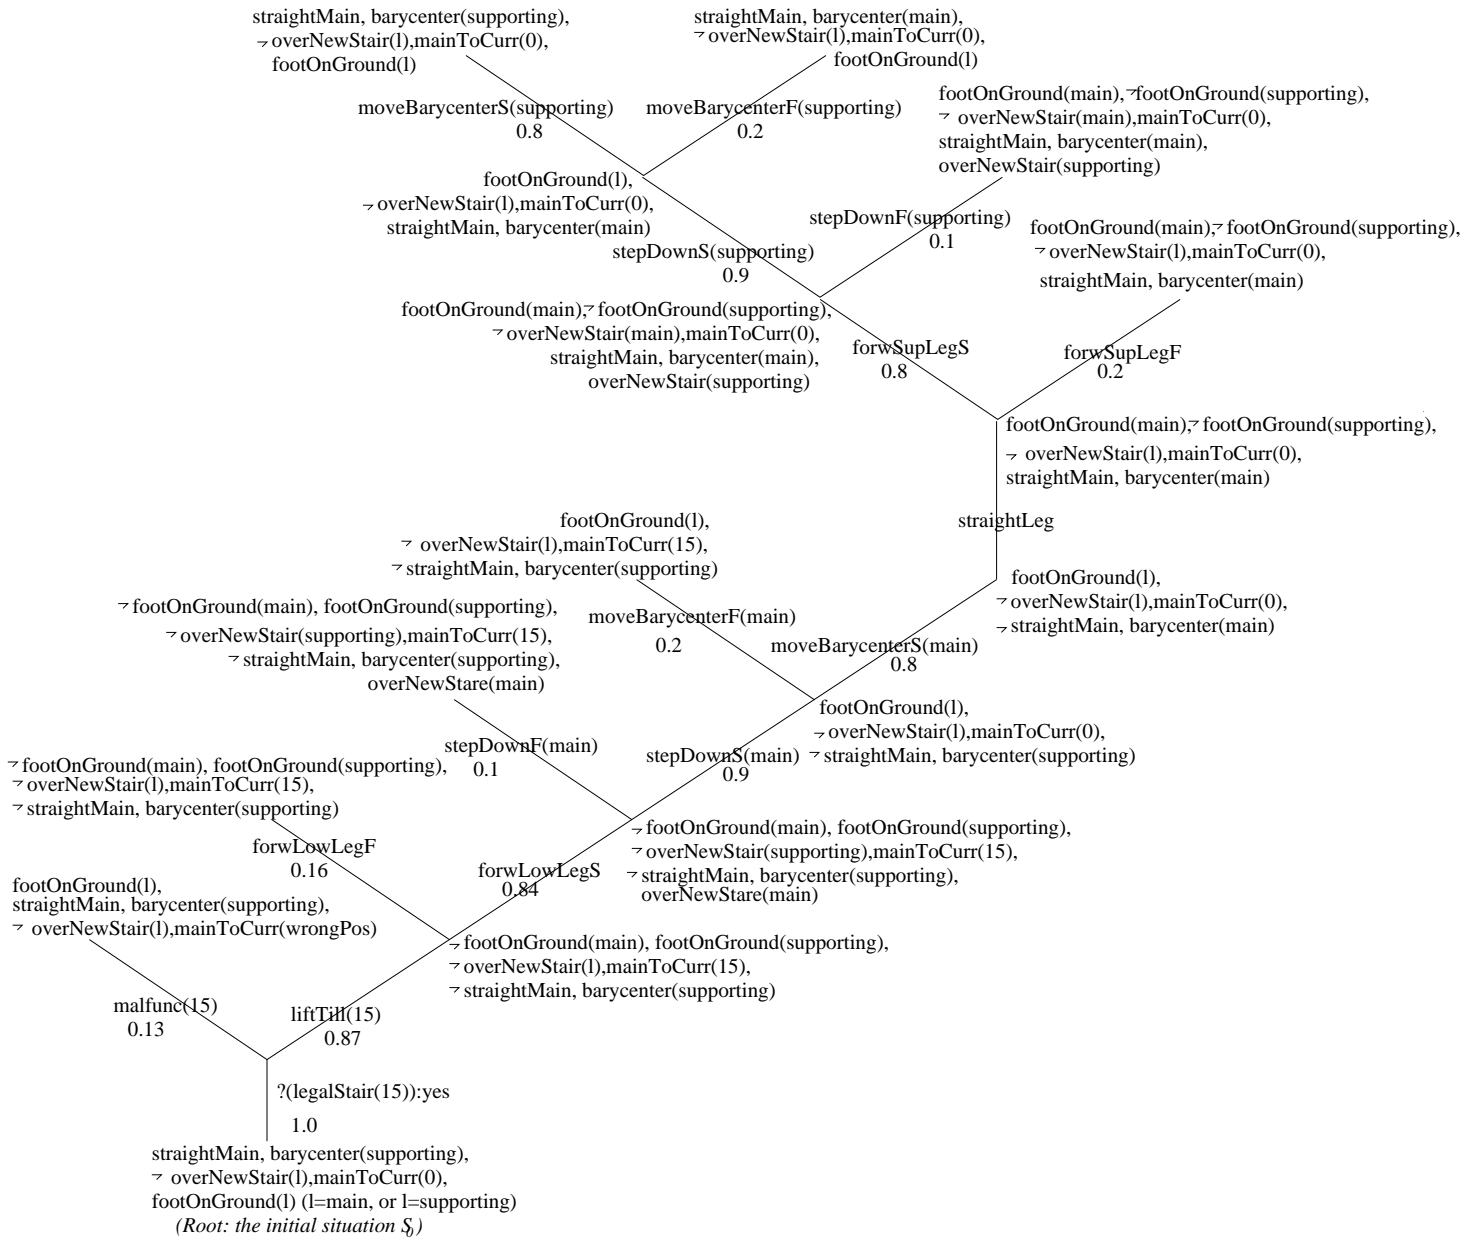 straightMain, barycenter(supporting),
¬ overNewStair(l),mainToCurr(0),
footOnGround(l)
straightMain, barycenter(main),
¬ overNewStair(l),mainToCurr(0),
footOnGround(l)
moveBarycenterS(supporting)
0.8
moveBarycenterF(supporting)
0.2
footOnGround(main),¬footOnGround(supporting),
¬ overNewStair(main),mainToCurr(0),
straightMain, barycenter(main),
overNewStair(supporting)
footOnGround(l),
¬ overNewStair(l),mainToCurr(0),
straightMain, barycenter(main)
stepDownS(supporting)
0.9
stepDownF(supporting)
0.1
footOnGround(main),¬ footOnGround(supporting),
¬ overNewStair(l),mainToCurr(0),
straightMain, barycenter(main)
footOnGround(main),¬ footOnGround(supporting),
¬ overNewStair(main),mainToCurr(0),
straightMain, barycenter(main),
overNewStair(supporting)
forwSupLegS
0.8
forwSupLegF
0.2
footOnGround(main),¬ footOnGround(supporting),
¬ overNewStair(l),mainToCurr(0),
straightMain, barycenter(main)
straightLeg
footOnGround(l),
¬ overNewStair(l),mainToCurr(15),
¬ straightMain, barycenter(supporting)
footOnGround(l),
¬ overNewStair(l),mainToCurr(0),
¬ straightMain, barycenter(main)
¬ footOnGround(main), footOnGround(supporting),
¬ overNewStair(supporting),mainToCurr(15),
¬ straightMain, barycenter(supporting),
overNewStare(main)
moveBarycenterF(main)
0.2
moveBarycenterS(main)
0.8
footOnGround(l),
¬ overNewStair(l),mainToCurr(0),
¬ straightMain, barycenter(supporting)
stepDownF(main)
0.1
stepDownS(main)
0.9
¬ footOnGround(main), footOnGround(supporting),
¬ overNewStair(l),mainToCurr(15),
¬ straightMain, barycenter(supporting)
¬ footOnGround(main), footOnGround(supporting),
¬ overNewStair(supporting),mainToCurr(15),
¬ straightMain, barycenter(supporting),
overNewStare(main)
forwLowLegF
0.16
forwLowLegS
0.84
footOnGround(l),
straightMain, barycenter(supporting),
¬ overNewStair(l),mainToCurr(wrongPos)
¬ footOnGround(main), footOnGround(supporting),
¬ overNewStair(l),mainToCurr(15),
¬ straightMain, barycenter(supporting)
malfunc(15)
0.13
liftTill(15)
0.87
?(legalStair(15)):yes
1.0
straightMain, barycenter(supporting),
¬ overNewStair(l),mainToCurr(0),
footOnGround(l) (l=main, or l=supporting)
(Root: the initial situation S₀)